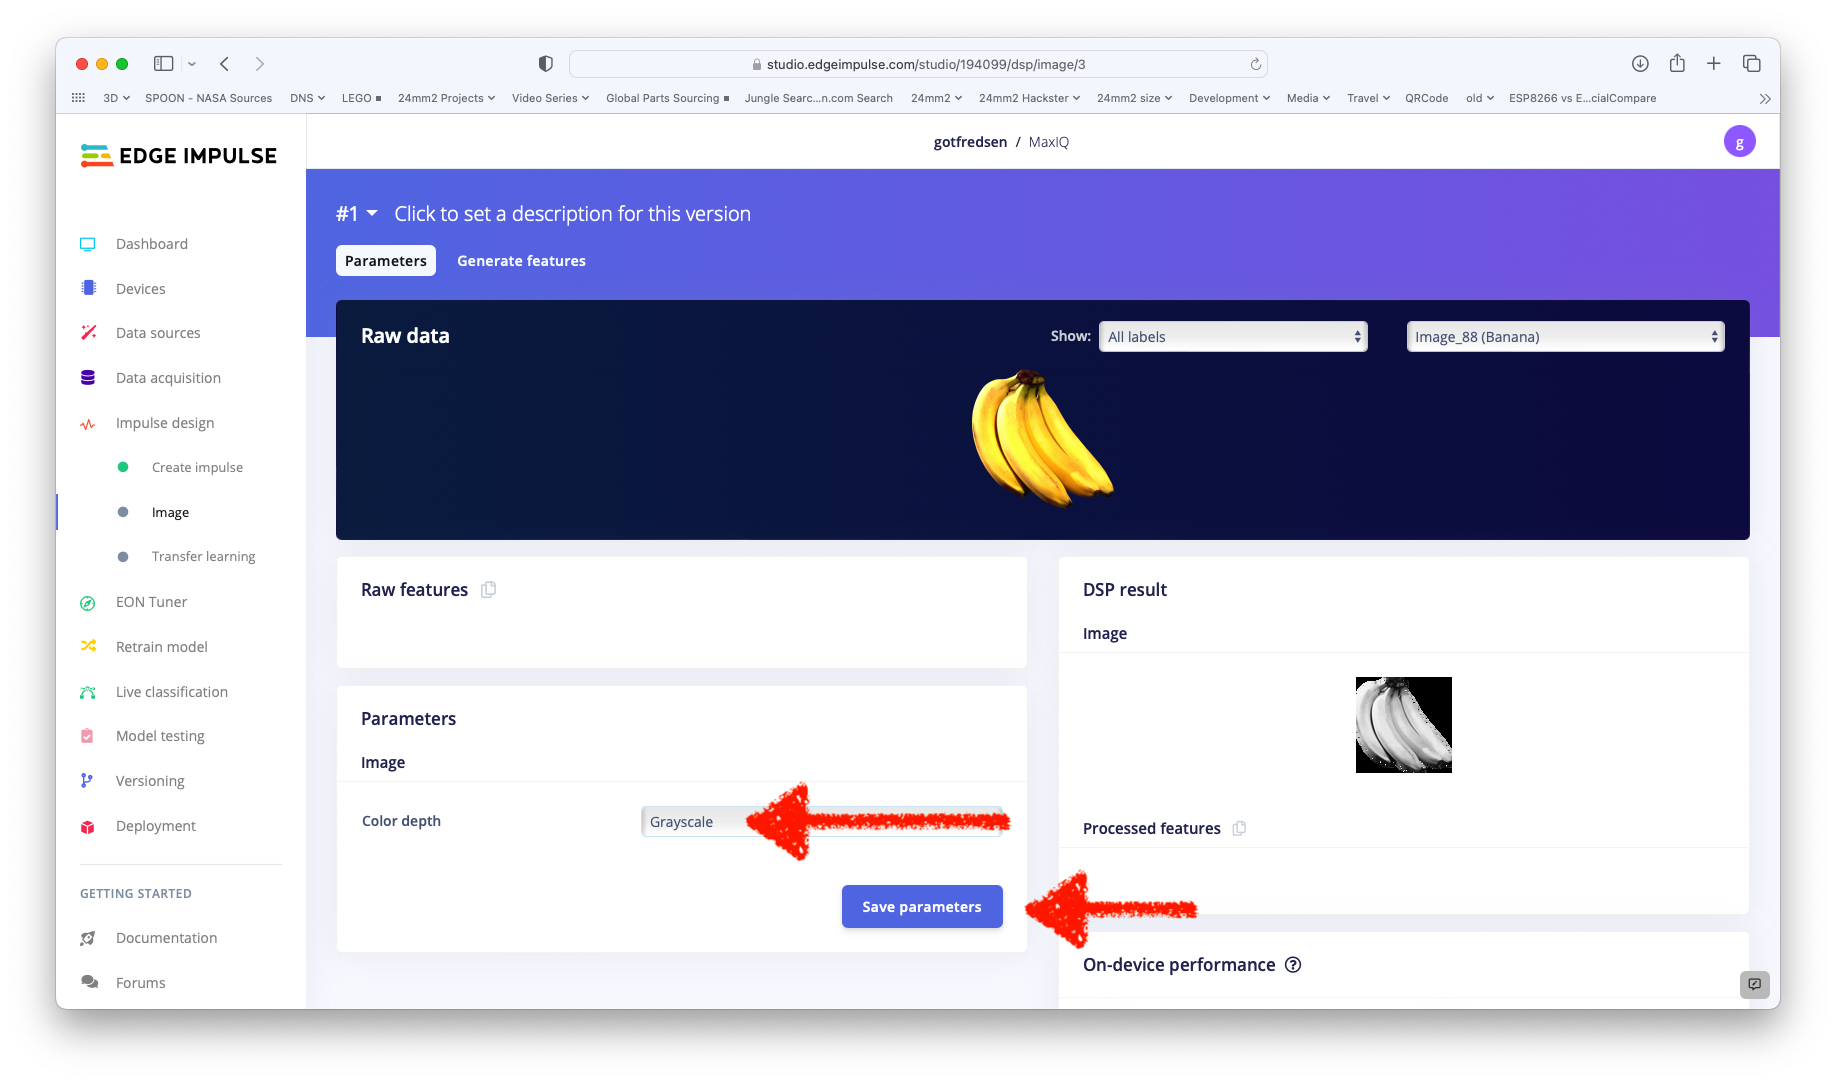 studio.edgeimpulse.com/studio/194099/dsp/image/3
3D SPOON - NASA Sources DNS LEGO 24mm2 Projects Video Series Global Parts Sourcing Jungle Searc...n.com Search 24mm2 24mm2 Hackster 24mm2 size Development Media Travel QRCode old ESP8266 vs E...cialCompare
EDGE IMPULSE
gotfredsen / MaxIQ
g
#1 Click to set a description for this version
Parameters Generate features
Dashboard
Devices
Data sources
Data acquisition
Impulse design
Create impulse
Image
Transfer learning
EON Tuner
Retrain model
Live classification
Model testing
Versioning
Deployment
GETTING STARTED
Documentation
Forums
Raw data
Show: All labels Image_88 (Banana)
Raw features
Parameters
Image
Color depth Grayscale
Save parameters
DSP result
Image
Processed features
On-device performance ?